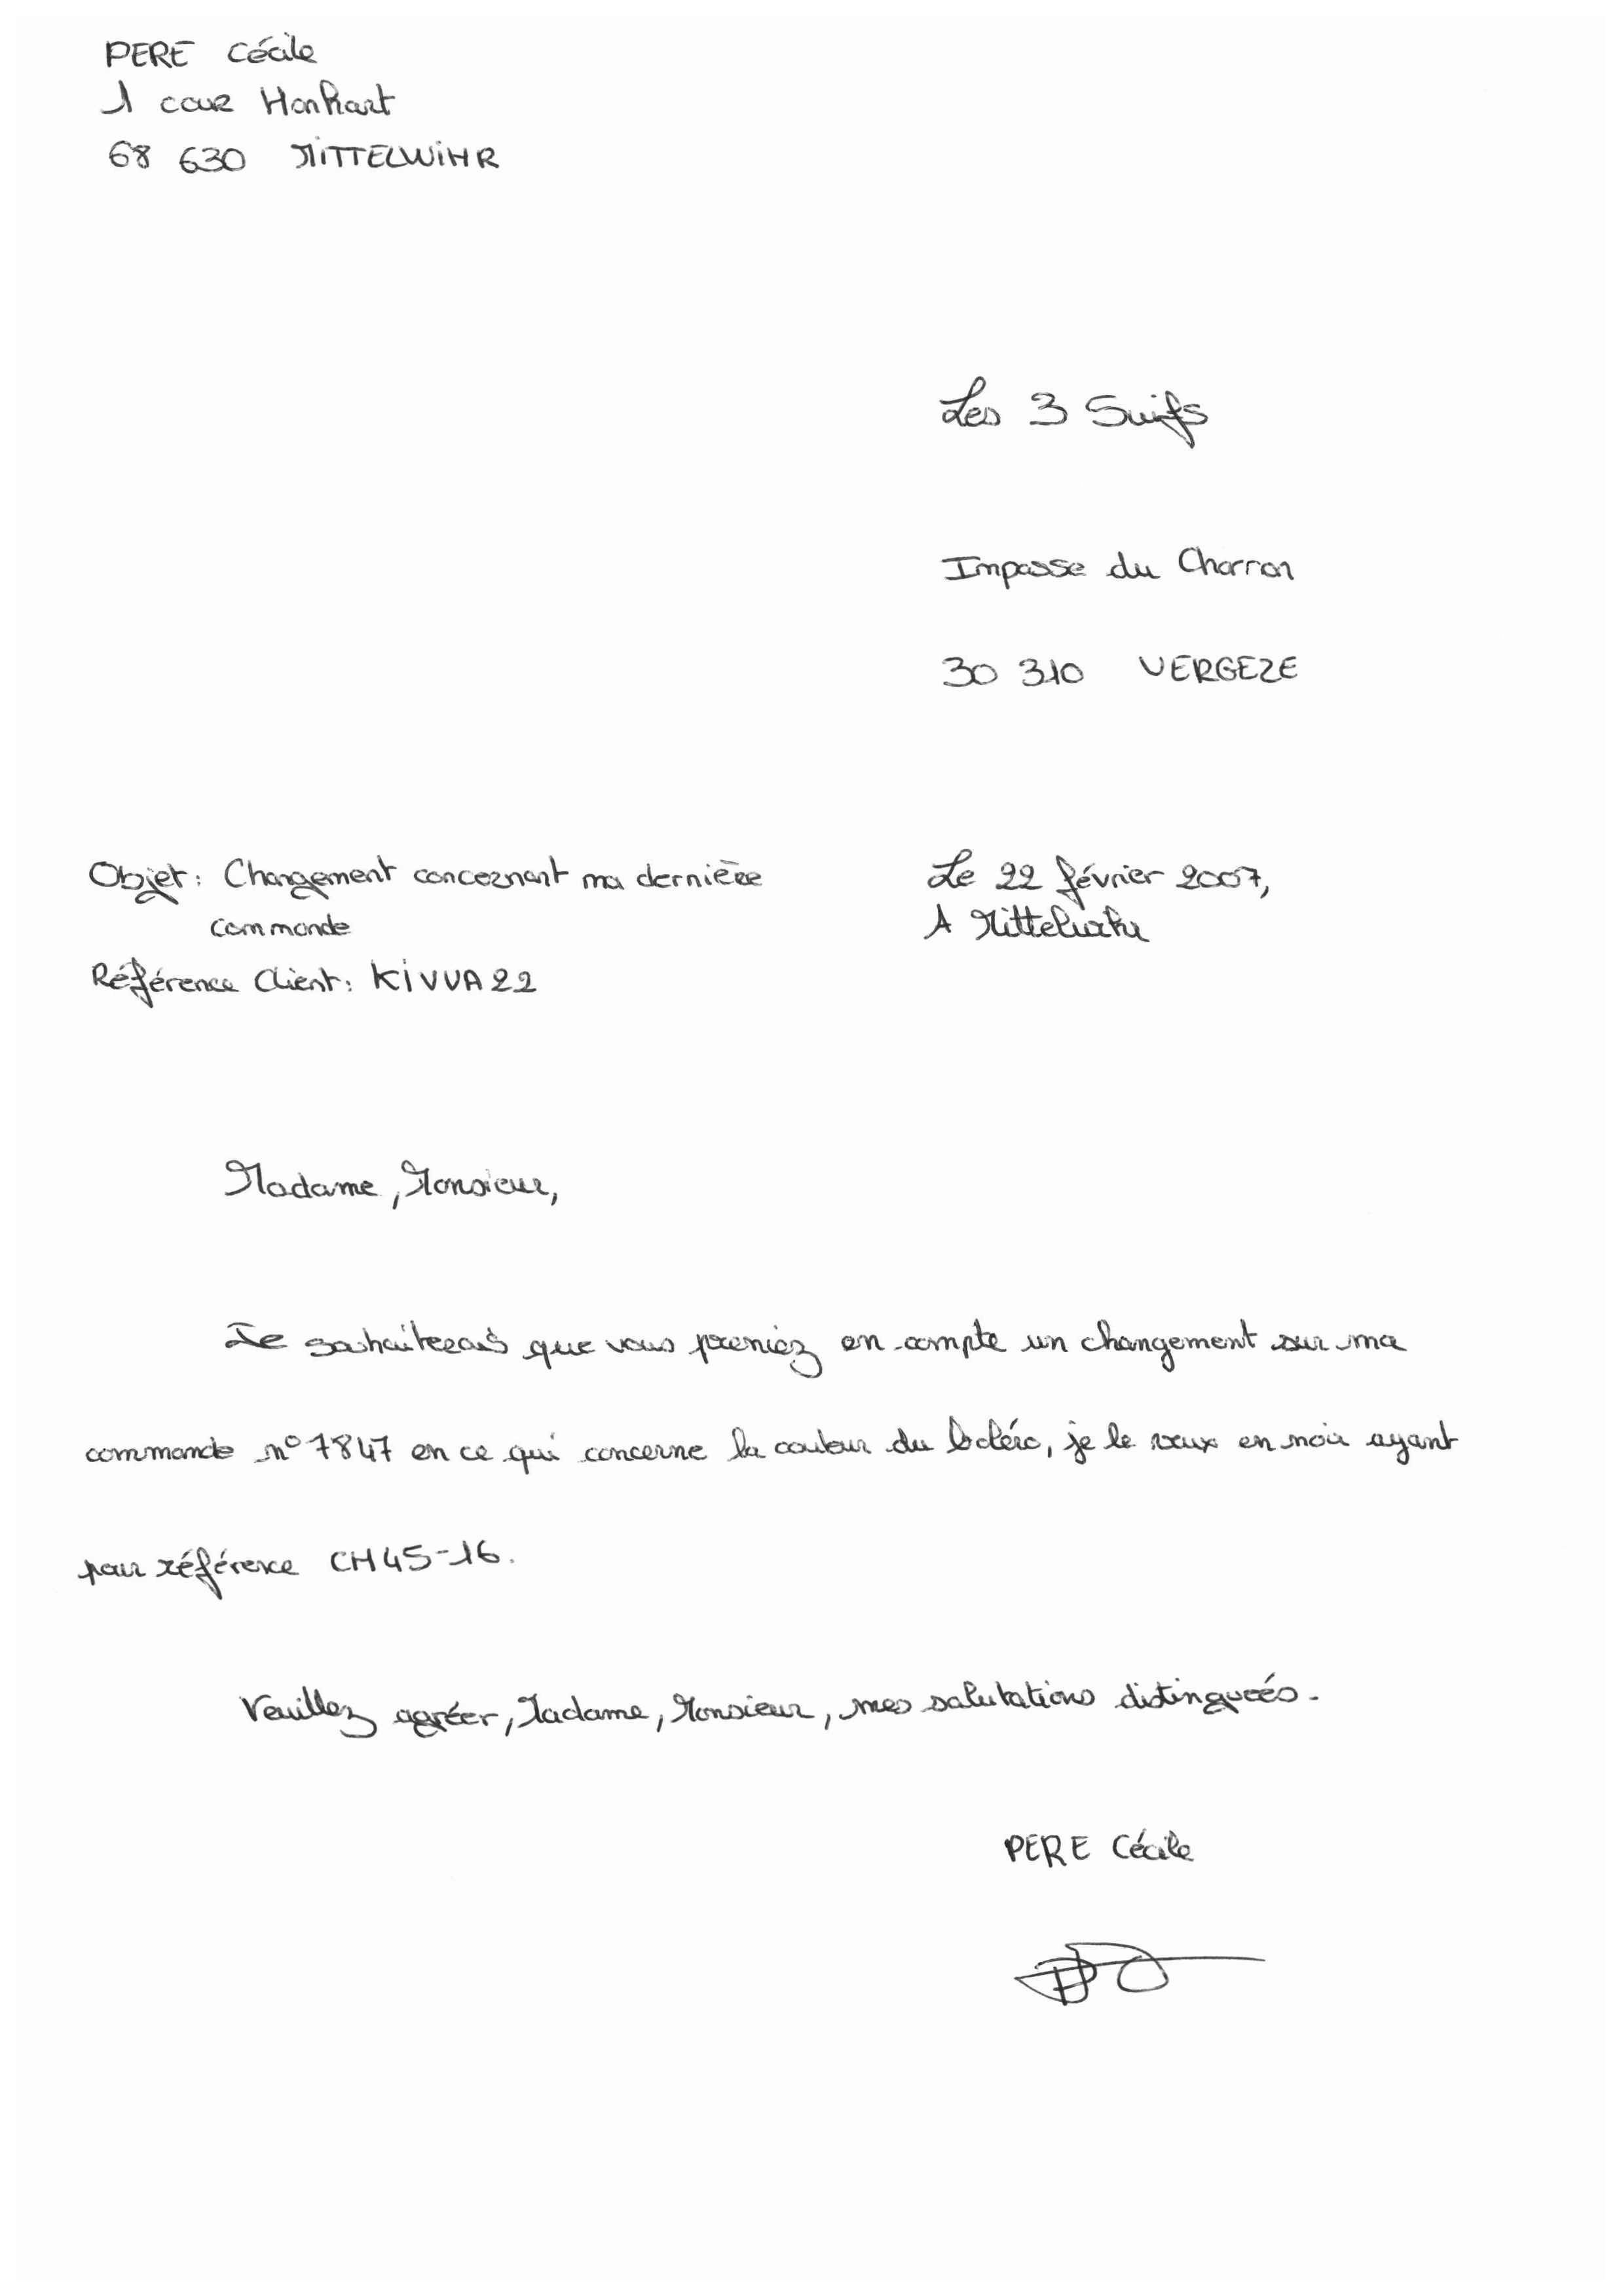 PERE Cécile
1 cour Honhart
68 630 MITTELWIHR
Les 3 Suifs
Impasse du Charron
30 310 VERGEZE
Objet : Changement concernant ma dernière
commande
Référence Client : KIVVA22
Le 22 février 2007,
A Mittelwihr
Madame, Monsieur,
Je souhaiterais que vous preniez en compte un changement sur ma
commande n° 7847 en ce qui concerne la couleur du boléro, je le veux en noir ayant
pour référence CH45-16.
Veuillez agréer, Madame, Monsieur, mes salutations distinguées.
PERE Cécile